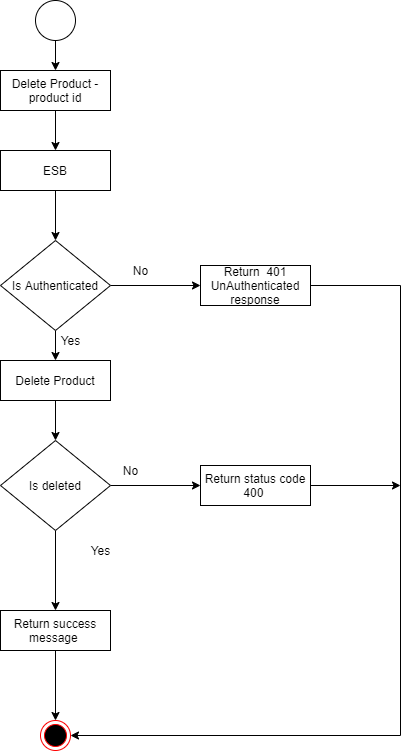 Delete Product -
product id
ESB
Is Authenticated
No
Return 401
UnAuthenticated
response
Yes
Delete Product
Is deleted
No
Return status code
400
Yes
Return success
message